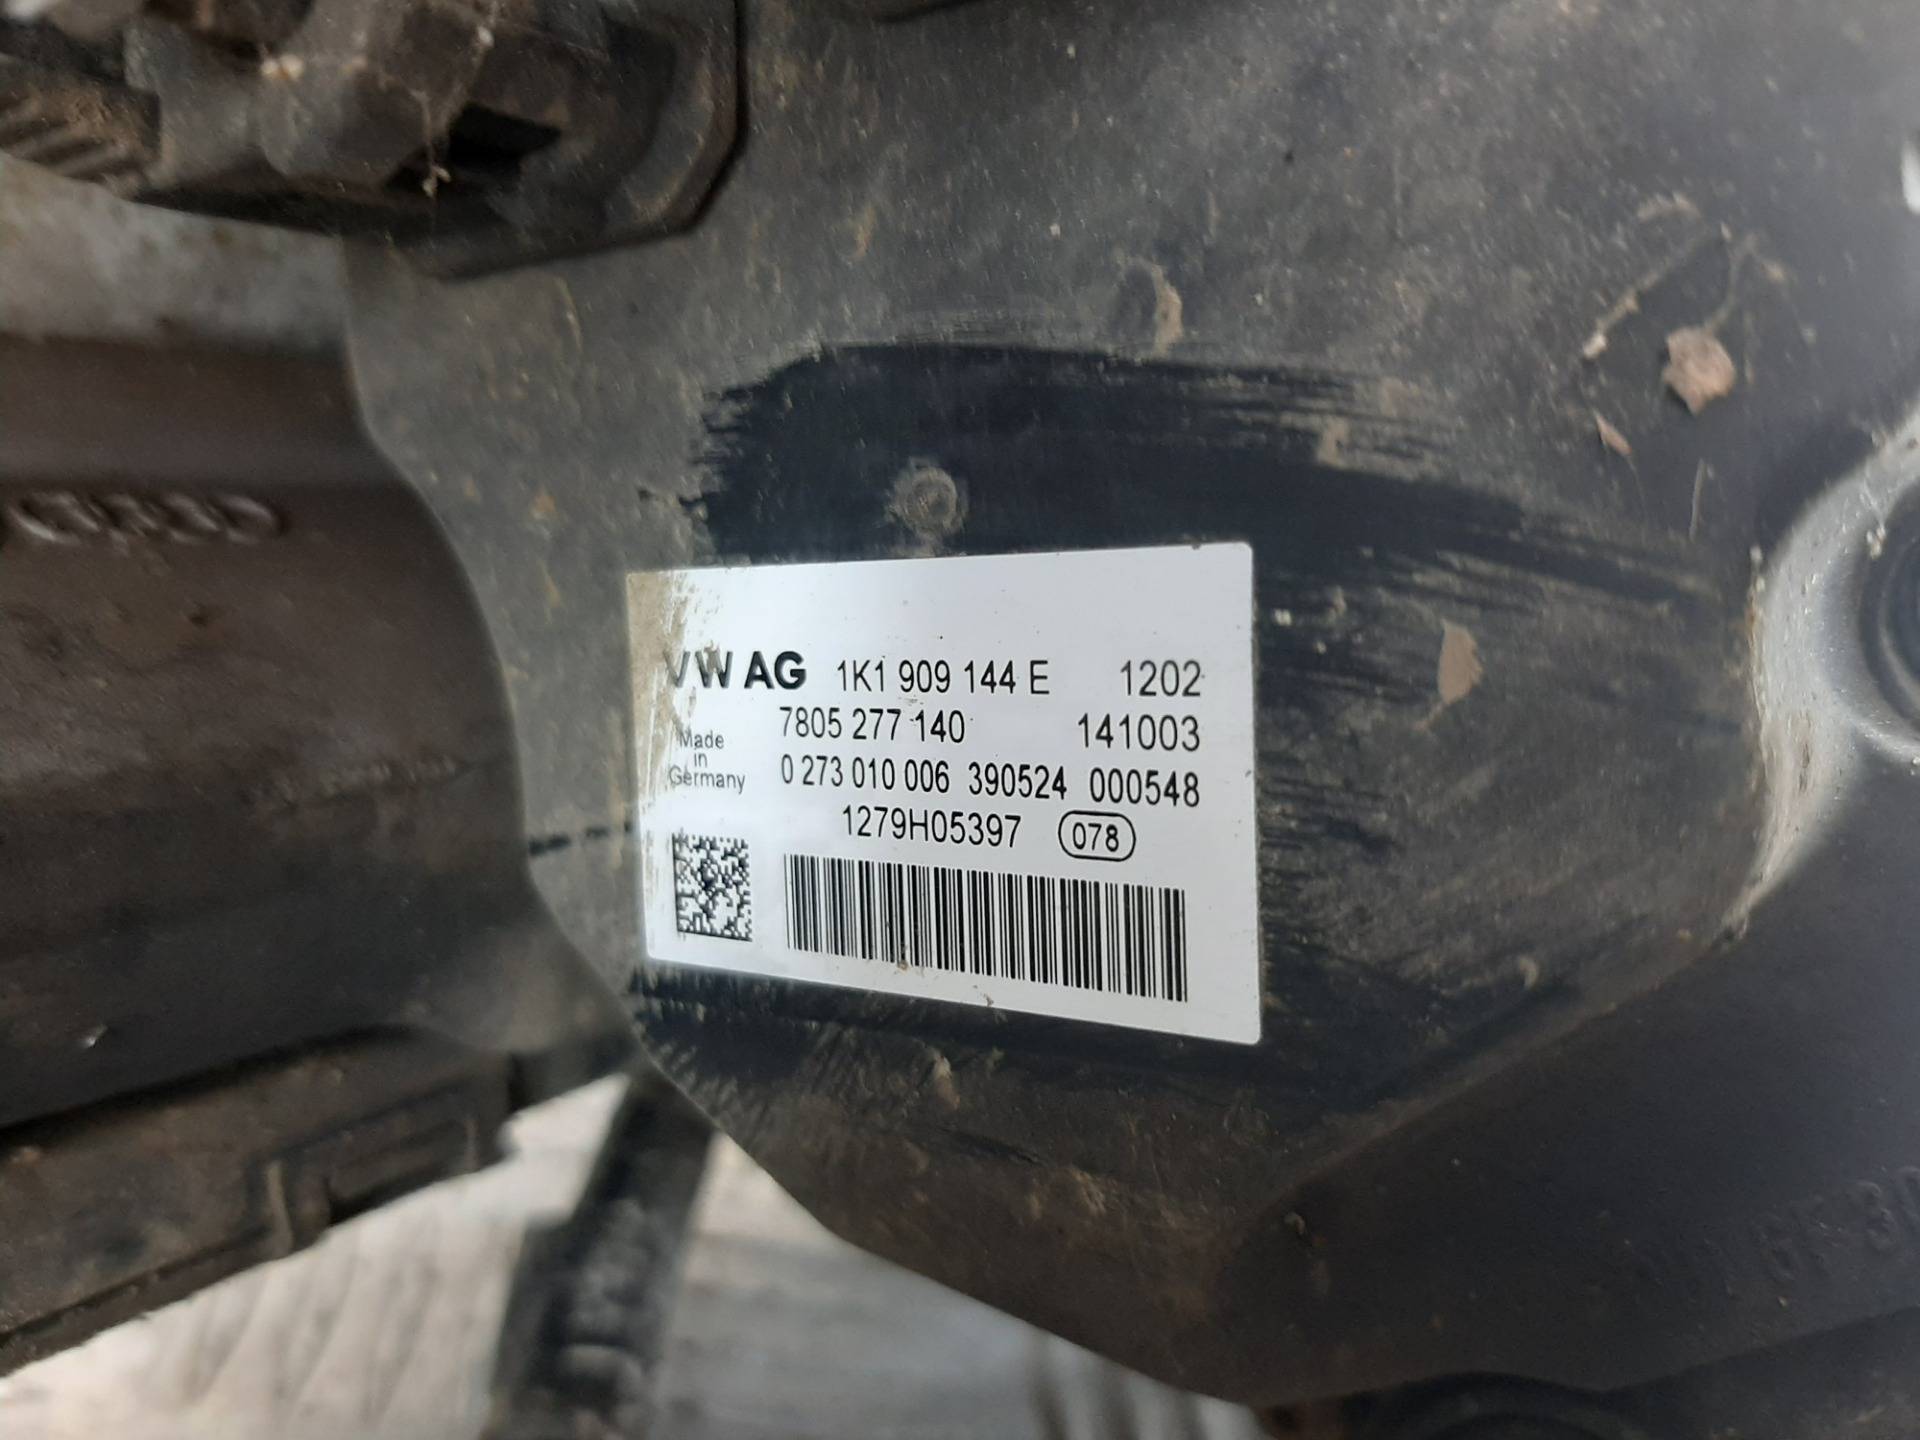 VW AG 1K1 909 144 E 1202
7805 277 140 141003
Made
in
Germany
0 273 010 006 390524 000548
1279H05397 078